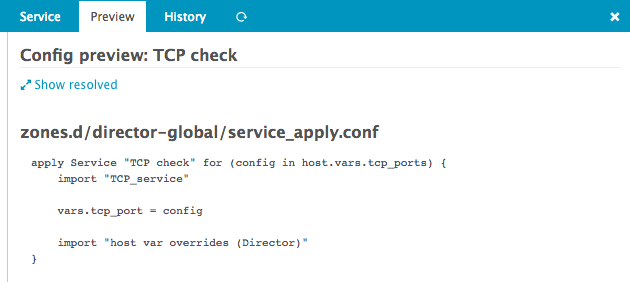 Service Preview History
Config preview: TCP check
Show resolved
zones.d/director-global/service_apply.conf
apply Service "TCP check" for (config in host.vars.tcp_ports) {
    import "TCP_service"
    vars.tcp_port = config
    import "host var overrides (Director)"
}